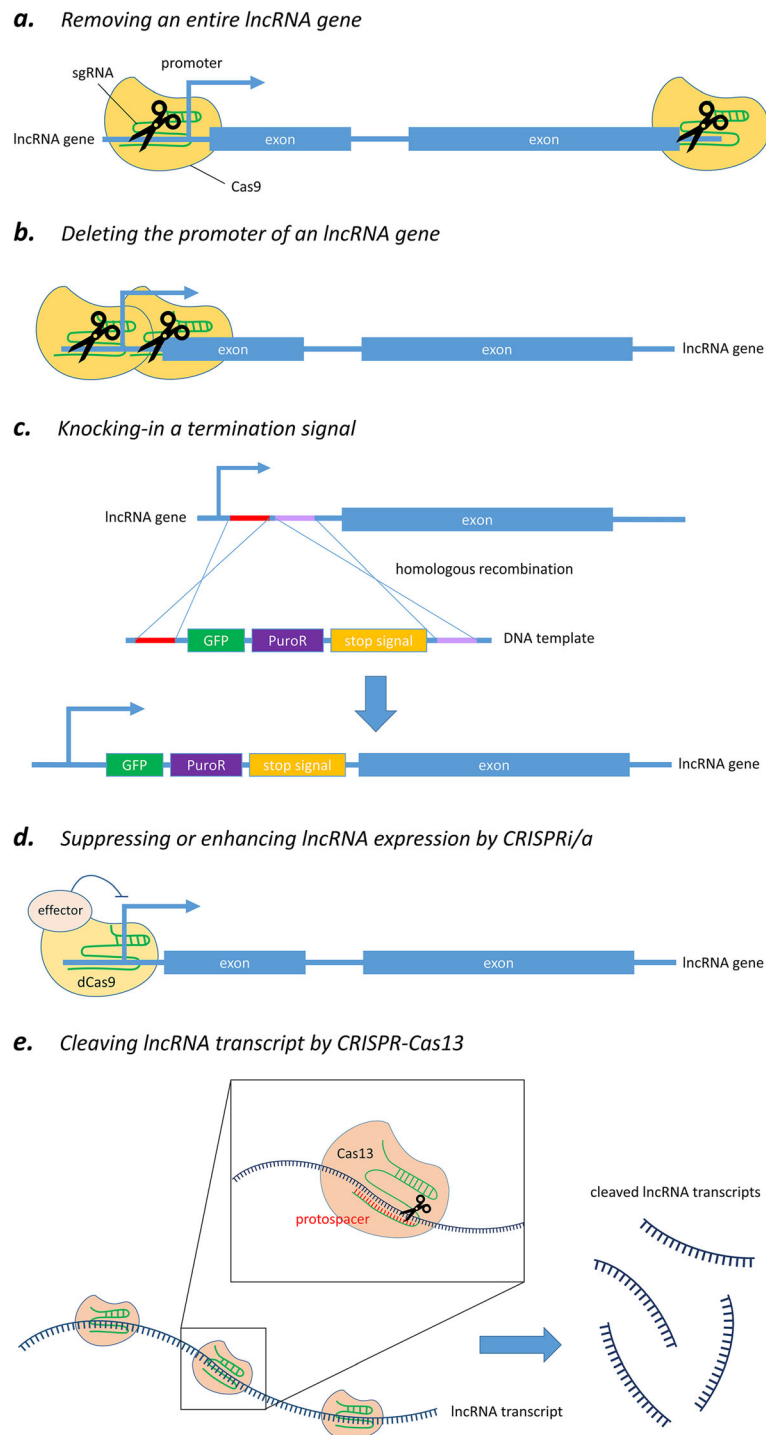 a. Removing an entire lncRNA gene
promoter
sgRNA
lncRNA gene
exon
exon
Cas9
b. Deleting the promoter of an lncRNA gene
exon
exon
lncRNA gene
c. Knocking-in a termination signal
lncRNA gene
exon
homologous recombination
GFP
PuroR
stop signal
DNA template
GFP
PuroR
stop signal
exon
lncRNA gene
d. Suppressing or enhancing lncRNA expression by CRISPRi/a
effector
exon
exon
lncRNA gene
dCas9
e. Cleaving lncRNA transcript by CRISPR-Cas13
Cas13
protospacer
cleaved lncRNA transcripts
lncRNA transcript